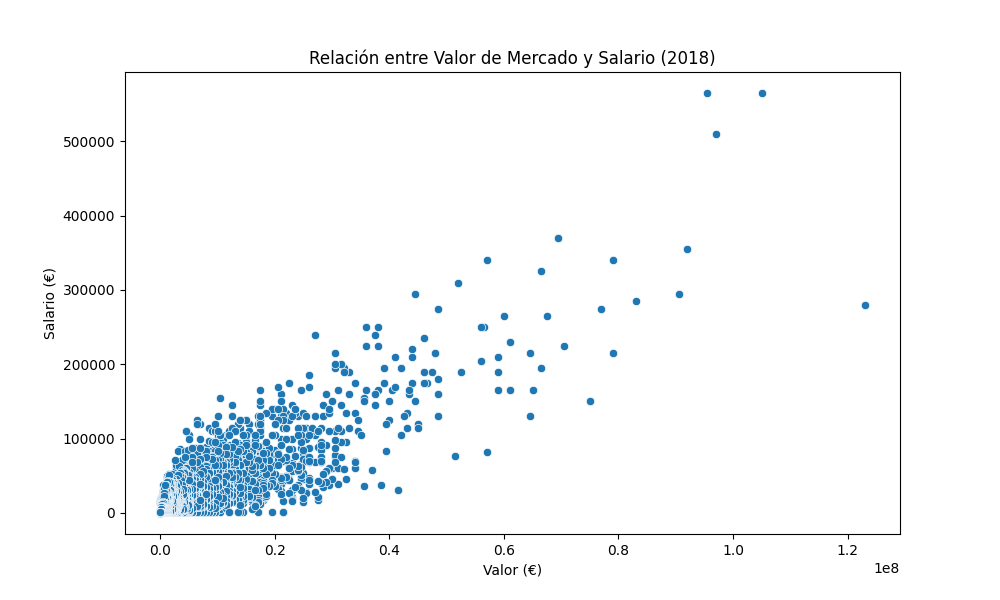 Relación entre Valor de Mercado y Salario (2018)
Salario (€)
500000
400000
300000
200000
100000
0
0.0 0.2 0.4 0.6 0.8 1.0 1.2
1e8
Valor (€)